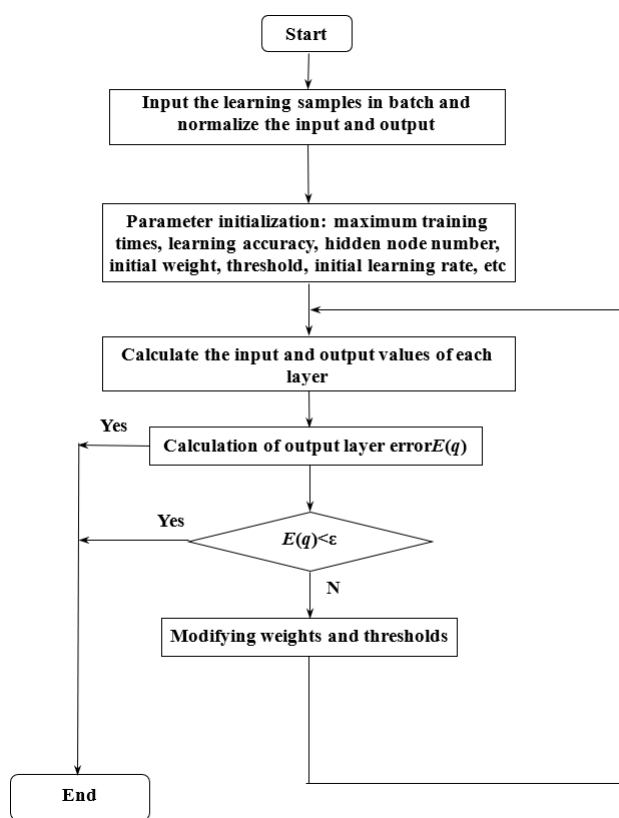 Start
Input the learning samples in batch and
normalize the input and output
Parameter initialization: maximum training
times, learning accuracy, hidden node number,
initial weight, threshold, initial learning rate, etc
Calculate the input and output values of each
layer
Yes
Calculation of output layer errorE(q)
Yes
E(q)<ε
N
Modifying weights and thresholds
End